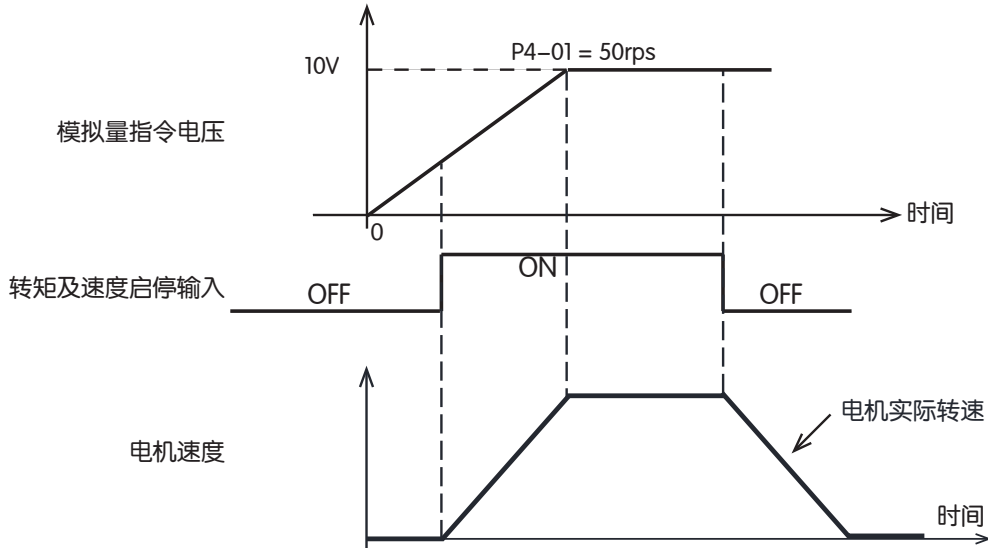 P4-01 = 50rps
10V
模拟量指令电压
时间
0
ON
转矩及速度启停输入
OFF
OFF
电机实际转速
电机速度
时间